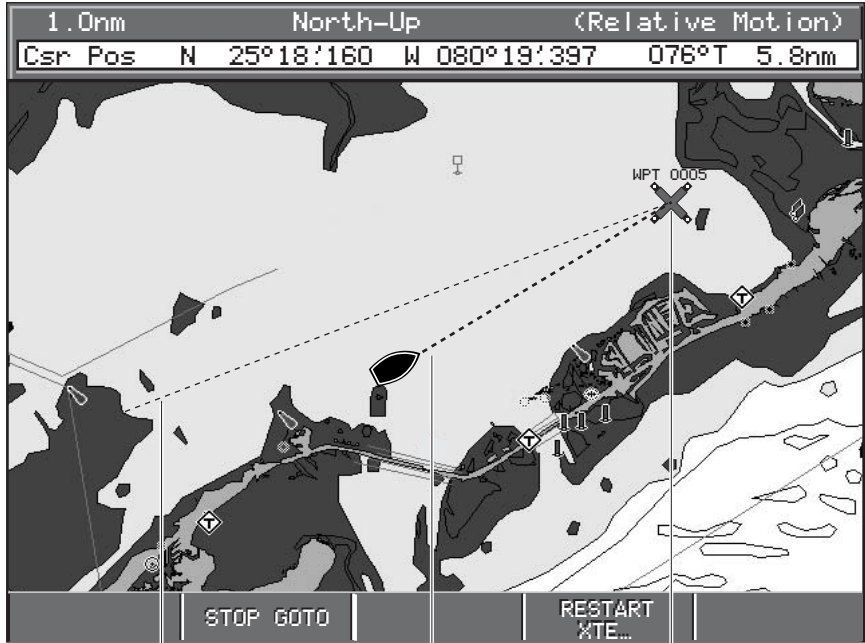 1.0nm North-Up (Relative Motion)
Csr Pos N 25°18.'160 W 080°19.'397 076°T 5.8nm
WPT 0005
T
T
T
STOP GOTO
RESTART
XTE...